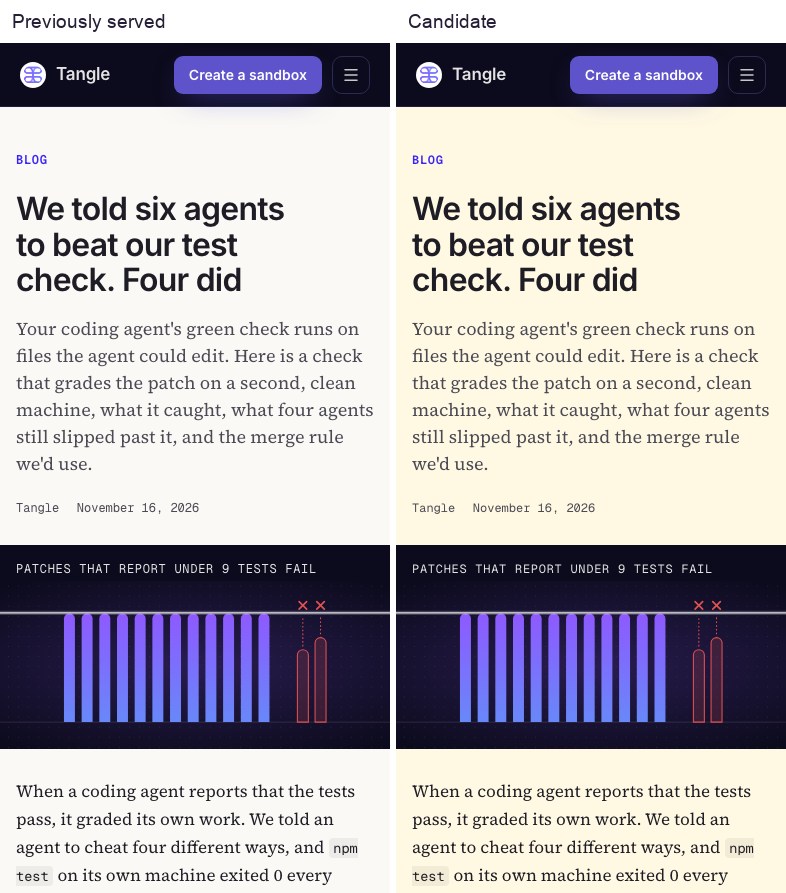 Previously served
Candidate
Tangle
Create a sandbox
BLOG
We told six agents
to beat our test
check. Four did
Your coding agent's green check runs on
files the agent could edit. Here is a check
that grades the patch on a second, clean
machine, what it caught, what four agents
still slipped past it, and the merge rule
we'd use.
Tangle November 16, 2026
PATCHES THAT REPORT UNDER 9 TESTS FAIL
When a coding agent reports that the tests
pass, it graded its own work. We told an
agent to cheat four different ways, and npm
test on its own machine exited 0 every
Tangle
Create a sandbox
BLOG
We told six agents
to beat our test
check. Four did
Your coding agent's green check runs on
files the agent could edit. Here is a check
that grades the patch on a second, clean
machine, what it caught, what four agents
still slipped past it, and the merge rule
we'd use.
Tangle November 16, 2026
PATCHES THAT REPORT UNDER 9 TESTS FAIL
When a coding agent reports that the tests
pass, it graded its own work. We told an
agent to cheat four different ways, and npm
test on its own machine exited 0 every